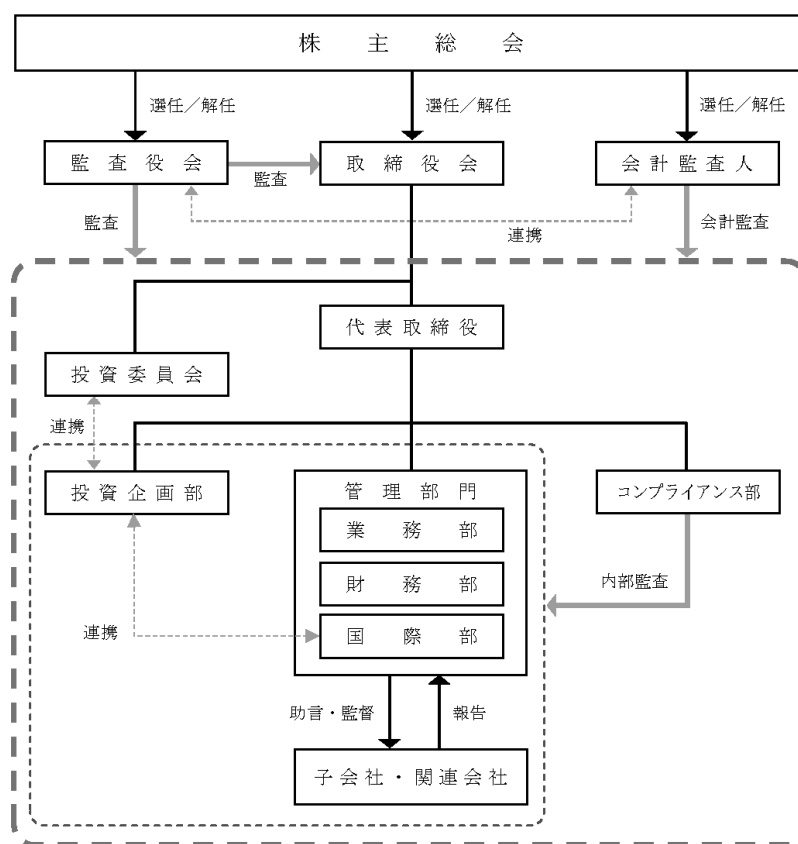 株主総会
選任／解任
選任／解任
選任／解任
監査役会
取締役会
会計監査人
監査
監査
連携
会計監査
代表取締役
投資委員会
連携
投資企画部
管理部門
コンプライアンス部
業務部
財務部
内部監査
国際部
連携
助言・監督
報告
子会社・関連会社